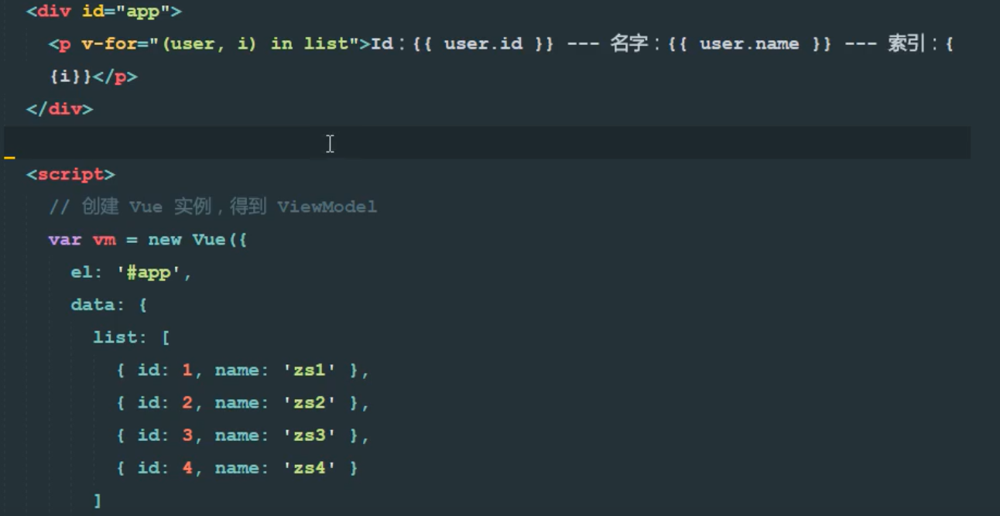 <div id="app">
<p v-for="(user, i) in list">Id：{{ user.id }} --- 名字：{{ user.name }} --- 索引：{
{i}}</p>
</div>
<script>
// 创建 Vue 实例，得到 ViewModel
var vm = new Vue({
el: '#app',
data: {
list: [
{ id: 1, name: 'zs1' },
{ id: 2, name: 'zs2' },
{ id: 3, name: 'zs3' },
{ id: 4, name: 'zs4' }
]